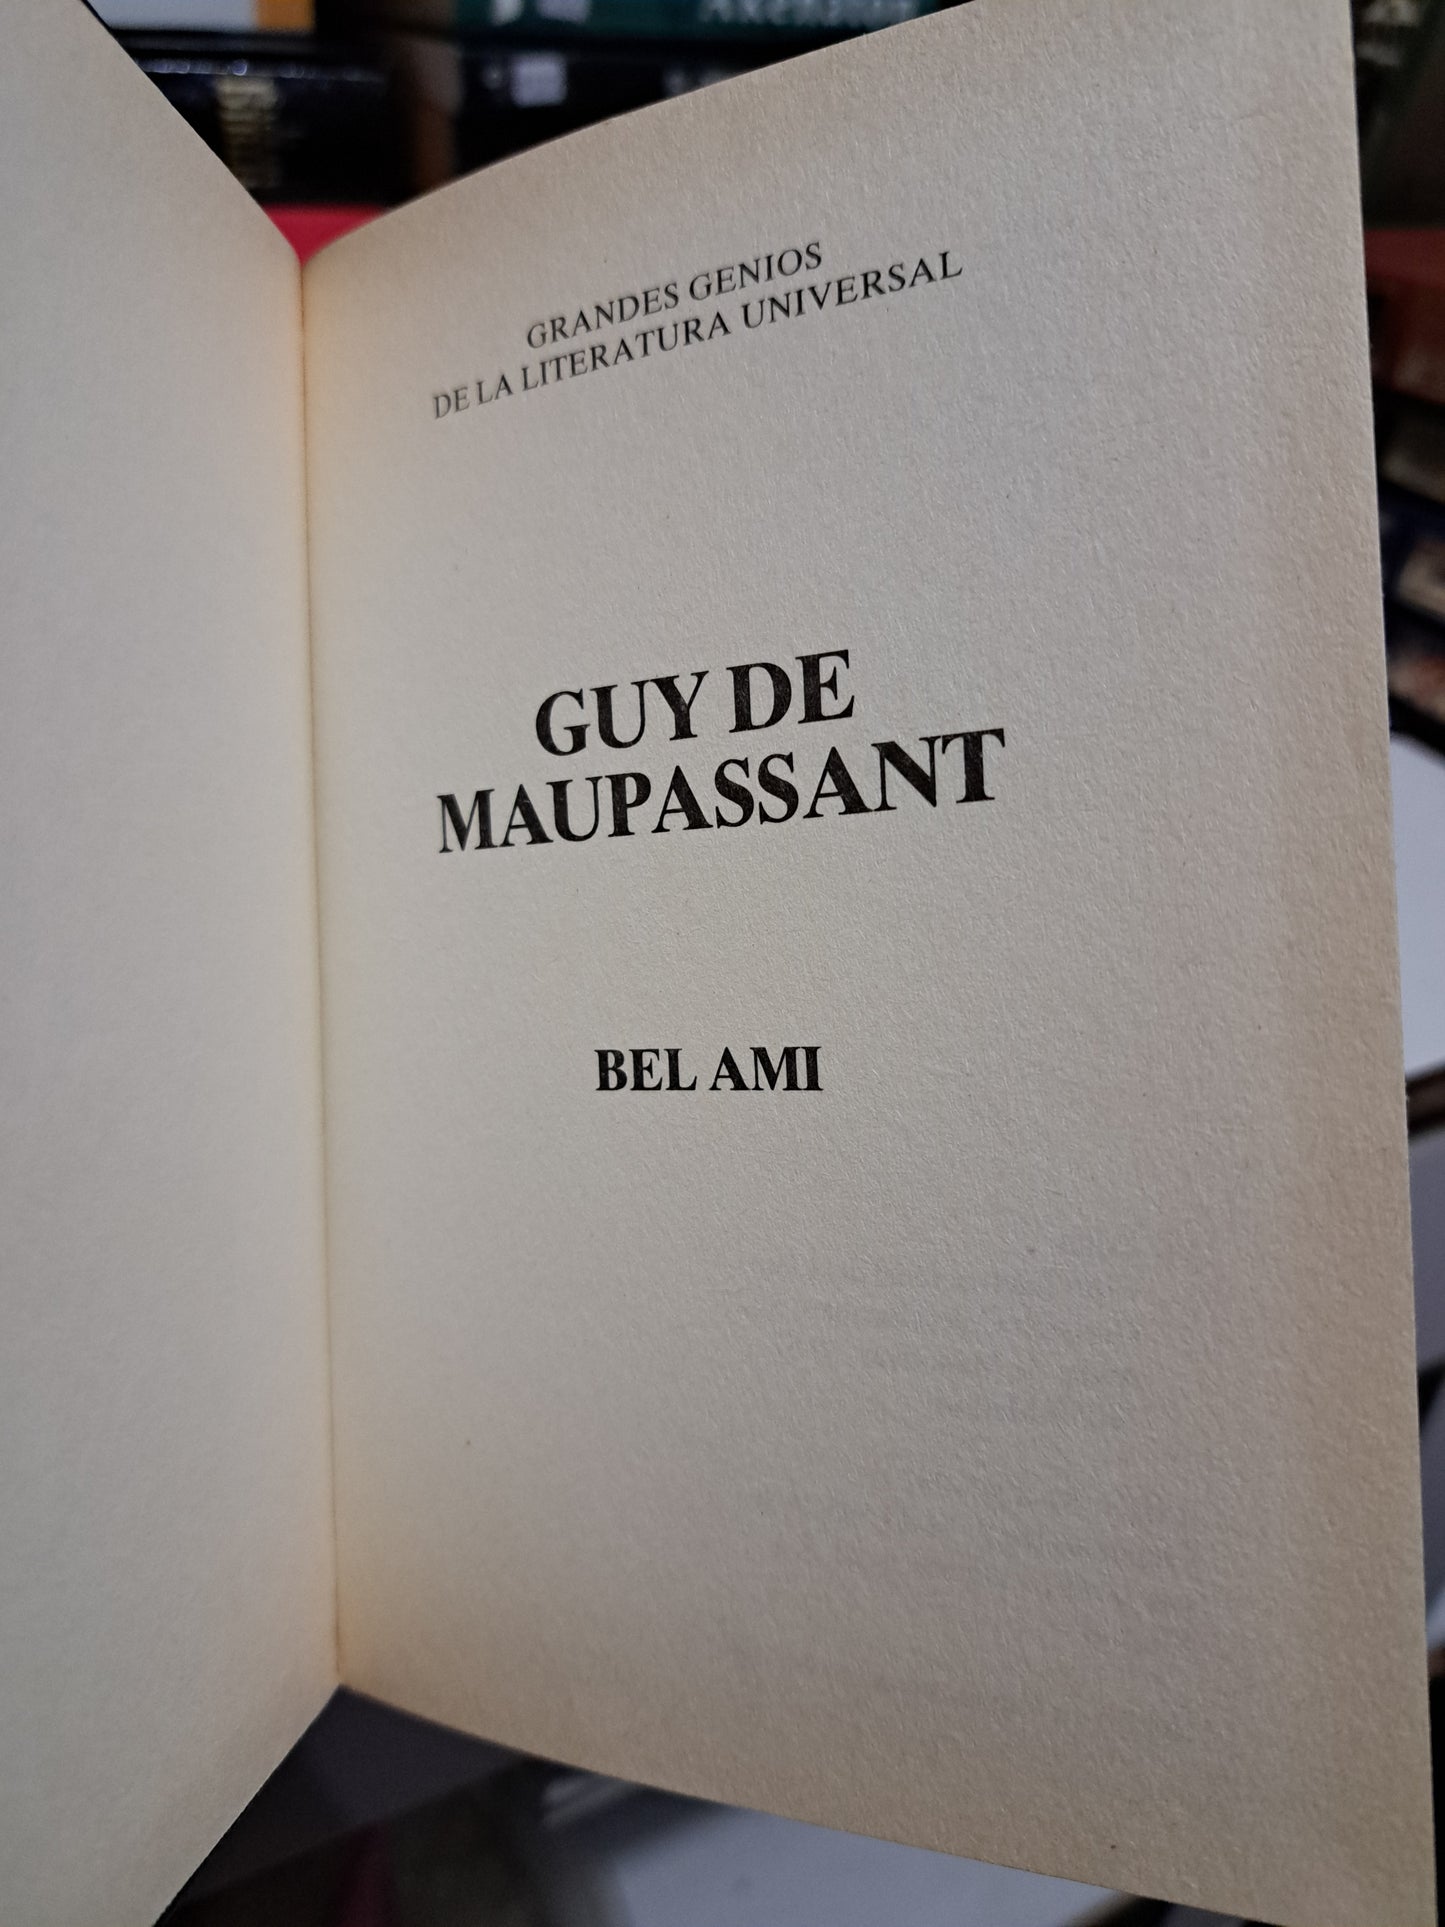 GRANDES GENIOS
DE LA LITERATURA UNIVERSAL
GUY DE
MAUPASSANT
BEL AMI